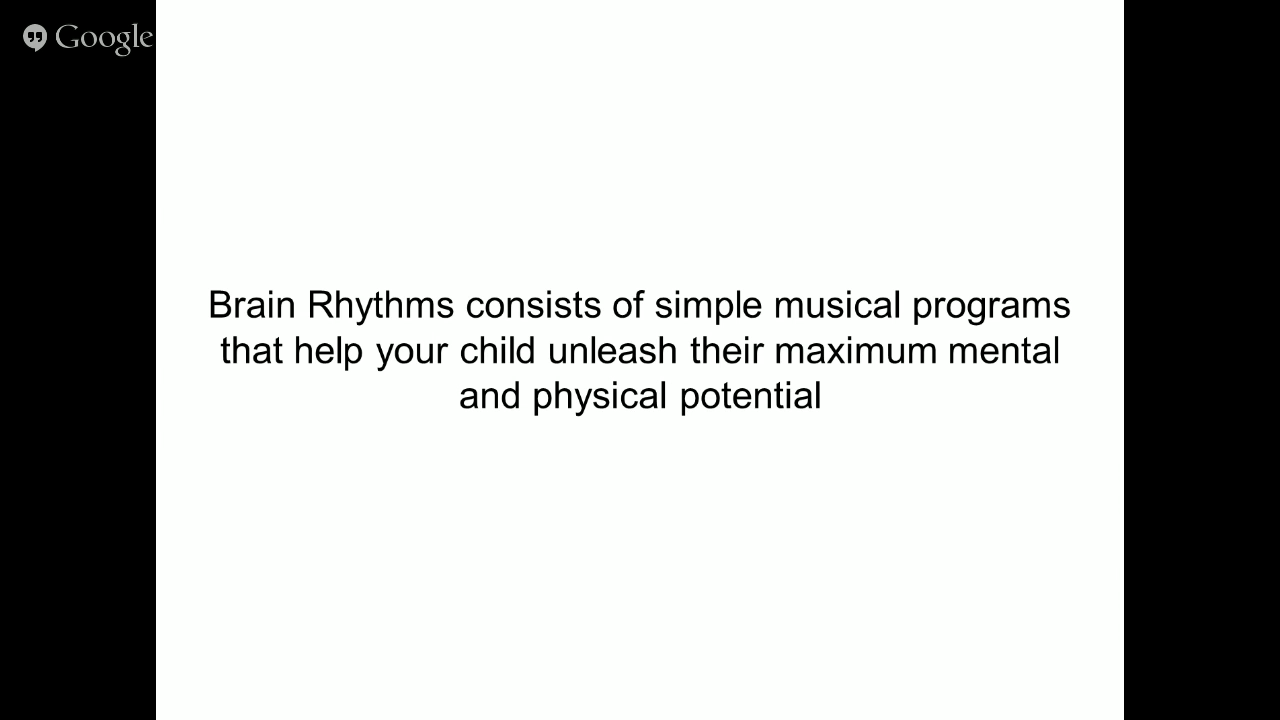 Google
Brain Rhythms consists of simple musical programs
that help your child unleash their maximum mental
and physical potential